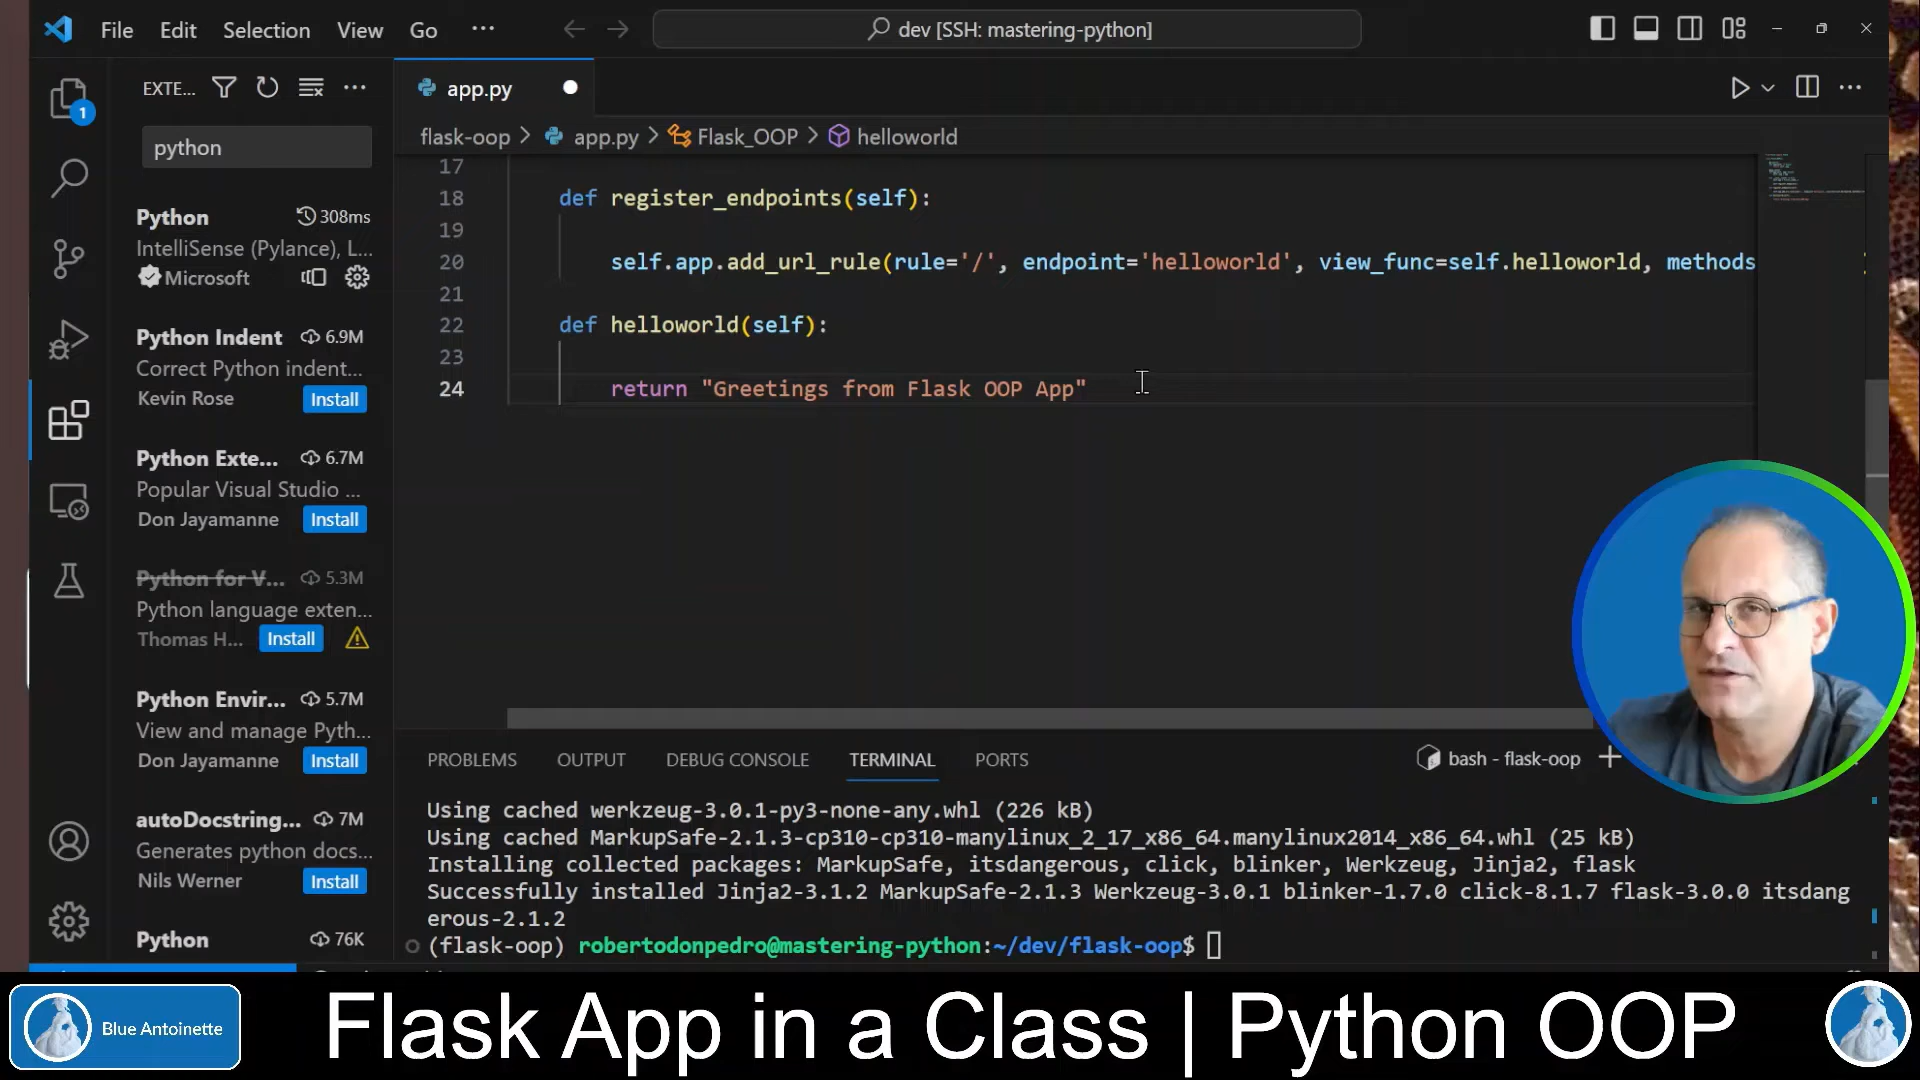 File Edit Selection View Go ...
dev [SSH: mastering-python]
EXTE...
1
python
Python 308ms
IntelliSense (Pylance), L...
Microsoft
Python Indent 6.9M
Correct Python indent...
Kevin Rose Install
Python Exte... 6.7M
Popular Visual Studio ...
Don Jayamanne Install
Python for V... 5.3M
Python language exten...
Thomas H... Install
Python Envir... 5.7M
View and manage Pyth...
Don Jayamanne Install
autoDocstring... 7M
Generates python docs...
Nils Werner Install
Python 76K
app.py
flask-oop > app.py > Flask_OOP > helloworld
17
18 def register_endpoints(self):
19
20 self.app.add_url_rule(rule='/', endpoint='helloworld', view_func=self.helloworld, methods
21
22 def helloworld(self):
23
24 return "Greetings from Flask OOP App"
PROBLEMS OUTPUT DEBUG CONSOLE TERMINAL PORTS
bash - flask-oop
Using cached werkzeug-3.0.1-py3-none-any.whl (226 kB)
Using cached MarkupSafe-2.1.3-cp310-cp310-manylinux_2_17_x86_64.manylinux2014_x86_64.whl (25 kB)
Installing collected packages: MarkupSafe, itsdangerous, click, blinker, Werkzeug, Jinja2, flask
Successfully installed Jinja2-3.1.2 MarkupSafe-2.1.3 Werkzeug-3.0.1 blinker-1.7.0 click-8.1.7 flask-3.0.0 itsdang
erous-2.1.2
(flask-oop) robertodonpedro@mastering-python:~/dev/flask-oop$
Blue Antoinette
Flask App in a Class | Python OOP